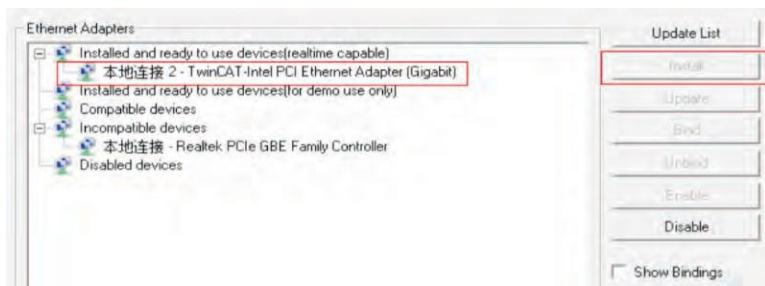 Ethernet Adapters
Installed and ready to use devices(realtime capable)
本地连接 2 - TwinCAT-Intel PCI Ethernet Adapter (Gigabit)
Installed and ready to use devices(for demo use only)
Compatible devices
Incompatible devices
本地连接 - Realtek PCIe GBE Family Controller
Disabled devices
Update List
Install
Update
Bind
Unbind
Enable
Disable
Show Bindings